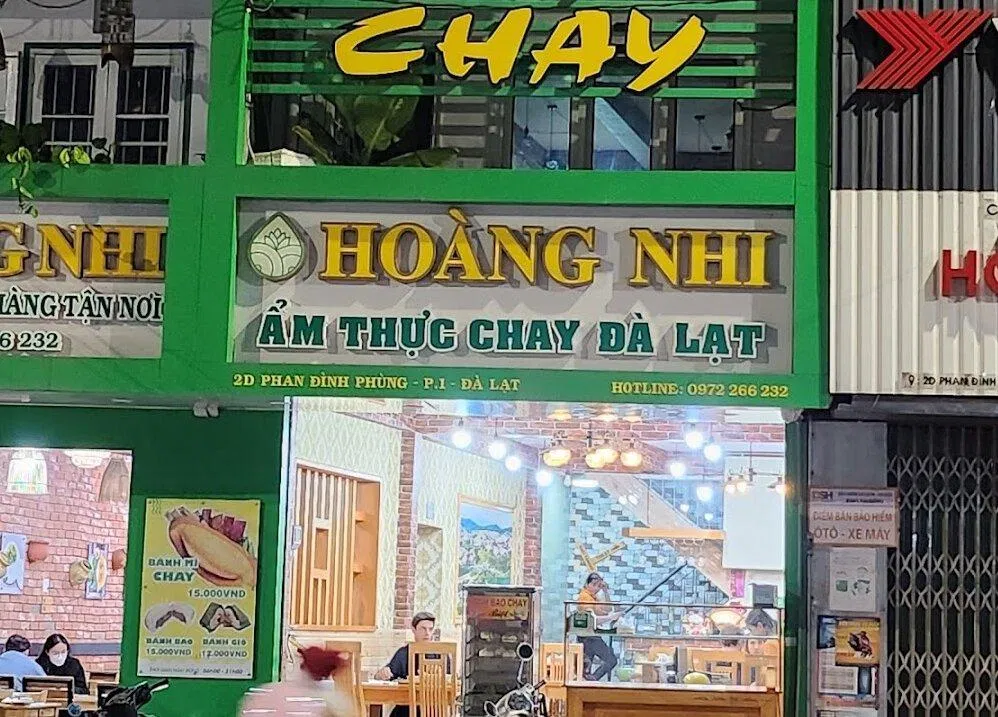 CHAY
G NHI
HÀNG TẬN NƠI
6 232
HOÀNG NHI
ẨM THỰC CHAY ĐÀ LẠT
2D PHAN ĐÌNH PHÙNG - P.1 - ĐÀ LẠT
HOTLINE: 0972 266 232
HỒ
: 2D PHAN ĐÌNH
BÁNH MÌ
CHAY
15.000VND
BÁNH BAO
15.000VND
BÁNH GIÒ
12.000VND
BAO CHAY
ĐIỂM BÁN BẢO HIỂM
ÔTÔ - XE MÁY